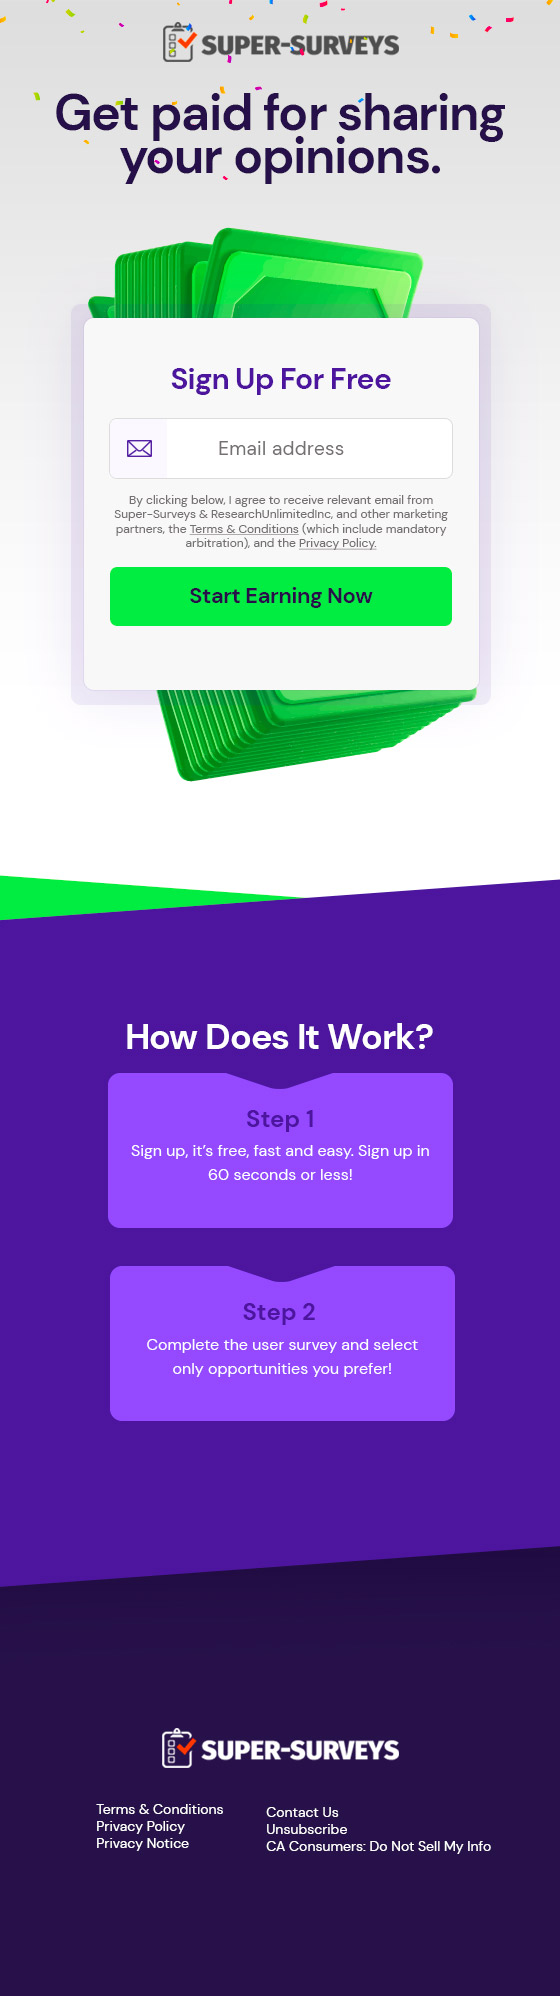 SUPER-SURVEYS
Get paid for sharing
your opinions.
Sign Up For Free
Email address
By clicking below, I agree to receive relevant email from
Super-Surveys & ResearchUnlimitedInc, and other marketing
partners, the Terms & Conditions (which include mandatory
arbitration), and the Privacy Policy.
Start Earning Now
How Does It Work?
Step 1
Sign up, it’s free, fast and easy. Sign up in
60 seconds or less!
Step 2
Complete the user survey and select
only opportunities you prefer!
SUPER-SURVEYS
Terms & Conditions
Privacy Policy
Privacy Notice
Contact Us
Unsubscribe
CA Consumers: Do Not Sell My Info